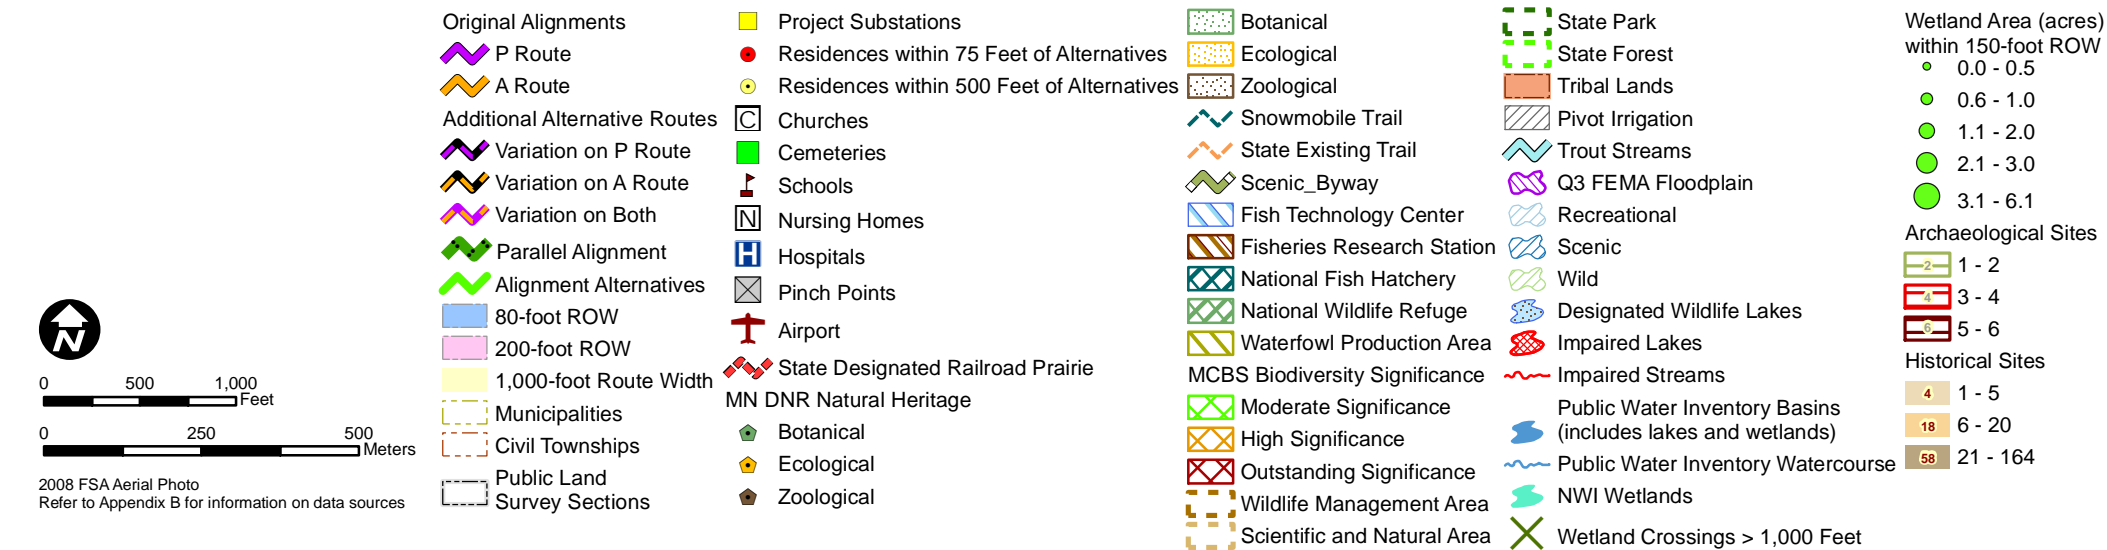 N
0 500 1,000
Feet
0 250 500
Meters
2008 FSA Aerial Photo
Refer to Appendix B for information on data sources
Original Alignments
P Route
A Route
Additional Alternative Routes
Variation on P Route
Variation on A Route
Variation on Both
Parallel Alignment
Alignment Alternatives
80-foot ROW
200-foot ROW
1,000-foot Route Width
Municipalities
Civil Townships
Public Land
Survey Sections
Project Substations
Residences within 75 Feet of Alternatives
Residences within 500 Feet of Alternatives
C Churches
Cemeteries
Schools
N Nursing Homes
H Hospitals
Pinch Points
Airport
State Designated Railroad Prairie
MN DNR Natural Heritage
Botanical
Ecological
Zoological
Botanical
Ecological
Zoological
Snowmobile Trail
State Existing Trail
Scenic_Byway
Fish Technology Center
Fisheries Research Station
National Fish Hatchery
National Wildlife Refuge
Waterfowl Production Area
MCBS Biodiversity Significance
Moderate Significance
High Significance
Outstanding Significance
Wildlife Management Area
Scientific and Natural Area
State Park
State Forest
Tribal Lands
Pivot Irrigation
Trout Streams
Q3 FEMA Floodplain
Recreational
Scenic
Wild
Designated Wildlife Lakes
Impaired Lakes
Impaired Streams
Public Water Inventory Basins
(includes lakes and wetlands)
Public Water Inventory Watercourse
NWI Wetlands
Wetland Crossings > 1,000 Feet
Wetland Area (acres)
within 150-foot ROW
0.0 - 0.5
0.6 - 1.0
1.1 - 2.0
2.1 - 3.0
3.1 - 6.1
Archaeological Sites
2 1 - 2
4 3 - 4
6 5 - 6
Historical Sites
4 1 - 5
18 6 - 20
58 21 - 164